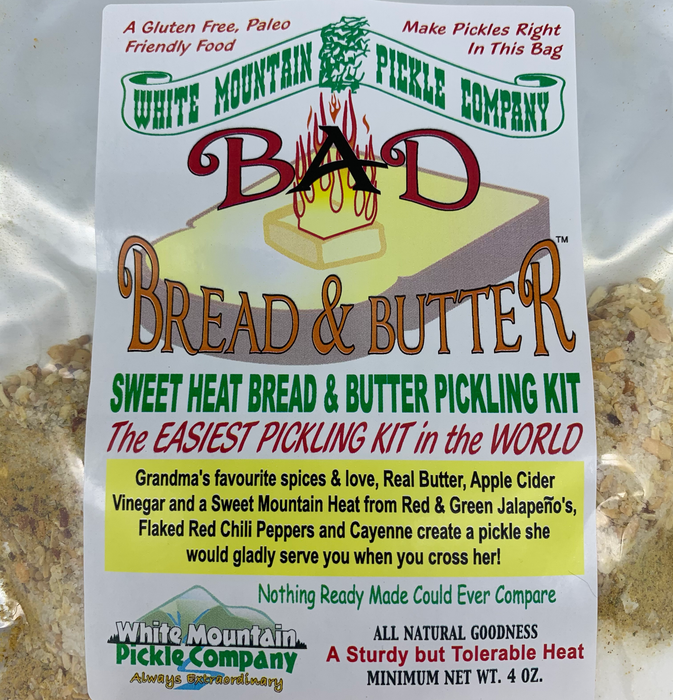 A Gluten Free, Paleo
Friendly Food
Make Pickles Right
In This Bag
WHITE MOUNTAIN PICKLE COMPANY
BAD
BREAD & BUTTER™
SWEET HEAT BREAD & BUTTER PICKLING KIT
The EASIEST PICKLING KIT in the WORLD
Grandma's favourite spices & love, Real Butter, Apple Cider
Vinegar and a Sweet Mountain Heat from Red & Green Jalapeño's,
Flaked Red Chili Peppers and Cayenne create a pickle she
would gladly serve you when you cross her!
Nothing Ready Made Could Ever Compare
White Mountain
Pickle Company
Always Extraordinary
ALL NATURAL GOODNESS
A Sturdy but Tolerable Heat
MINIMUM NET WT. 4 OZ.